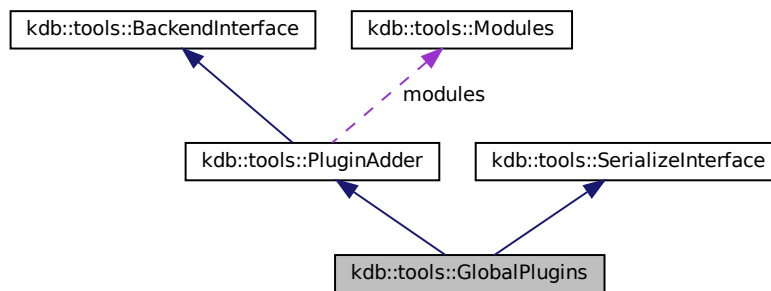 kdb::tools::BackendInterface
kdb::tools::Modules
modules
kdb::tools::PluginAdder
kdb::tools::SerializeInterface
kdb::tools::GlobalPlugins